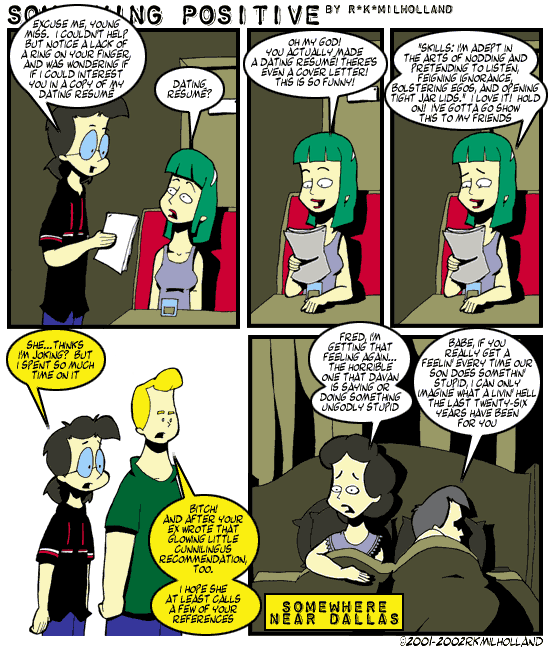 SOMETHING POSITIVE BY R*K*MILHOLLAND
EXCUSE ME, YOUNG
MISS. I COULDN'T HELP
BUT NOTICE A LACK OF
A RING ON YOUR FINGER,
AND WAS WONDERING IF
IF I COULD INTEREST
YOU IN A COPY OF MY
DATING RESUME
DATING
RESUME?
OH MY GOD!
YOU ACTUALLY MADE
A DATING RESUME! THERE'S
EVEN A COVER LETTER!
THIS IS SO FUNNY!
"SKILLS: I'M ADEPT IN
THE ARTS OF NODDING AND
PRETENDING TO LISTEN,
FEIGNING IGNORANCE,
BOLSTERING EGOS, AND OPENING
TIGHT JAR LIDS." I LOVE IT! HOLD
ON! I'VE GOTTA GO SHOW
THIS TO MY FRIENDS
SHE...THINKS
I'M JOKING? BUT
I SPENT SO MUCH
TIME ON IT
BITCH!
AND AFTER YOUR
EX WROTE THAT
GLOWING LITTLE
CUNNILINGUS
RECOMMENDATION,
TOO.
I HOPE SHE
AT LEAST CALLS
A FEW OF YOUR
REFERENCES
FRED, I'M
GETTING THAT
FEELING AGAIN...
THE HORRIBLE
ONE THAT DAVAN
IS SAYING OR
DOING SOMETHING
UNGODLY STUPID
BABE, IF YOU
REALLY GET A
FEELIN' EVERY TIME OUR
SON DOES SOMETHIN'
STUPID, I CAN ONLY
IMAGINE WHAT A LIVIN' HELL
THE LAST TWENTY-SIX
YEARS HAVE BEEN
FOR YOU
SOMEWHERE
NEAR DALLAS
©2001-2002RKMILHOLLAND